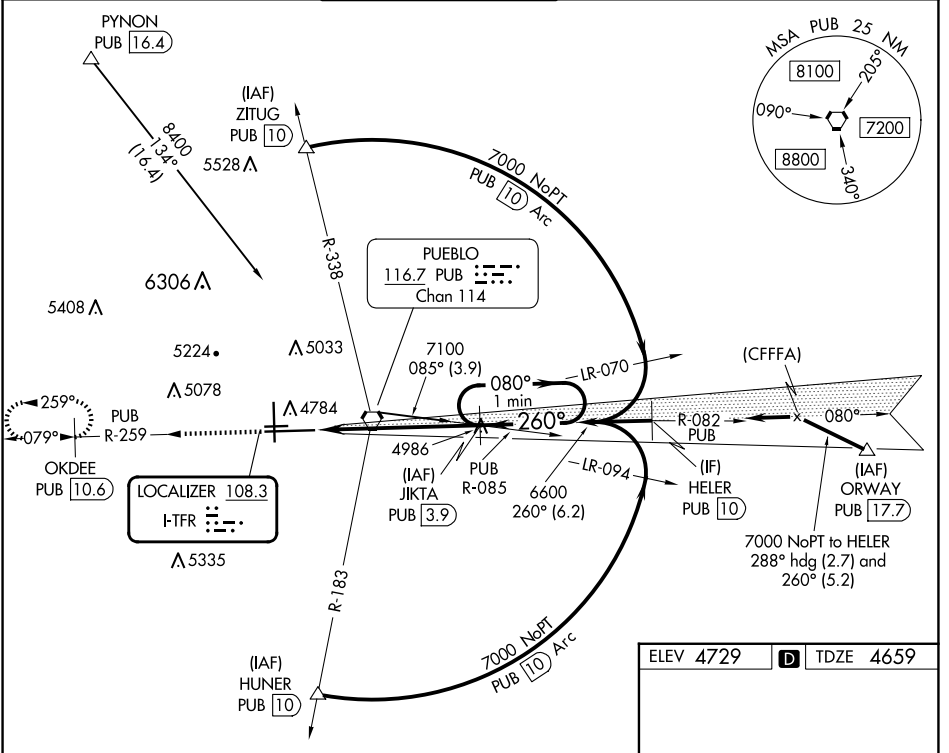 PYNON
PUB 16.4
8400
134°
(16.4)
(IAF)
ZITUG
PUB 10
5528
R-338
7000 NoPT
PUB 10 Arc
MSA PUB 25 NM
8100
205°
090°
7200
8800
340°
PUEBLO
116.7 PUB
Chan 114
6306
5408
5224
5033
5078
4784
7100
085° (3.9)
080°
1 min
260°
LR-070
(CFFFA)
080°
259°
079°
PUB
R-259
OKDEE
PUB 10.6
LOCALIZER 108.3
I-TFR
5335
4986
(IAF)
JIKTA
PUB 3.9
PUB
R-085
6600
260° (6.2)
LR-094
R-082
PUB
(IF)
HELER
PUB 10
(IAF)
ORWAY
PUB 17.7
7000 NoPT to HELER
288° hdg (2.7) and
260° (5.2)
R-183
7000 NoPT
PUB 10 Arc
(IAF)
HUNER
PUB 10
ELEV 4729 D TDZE 4659